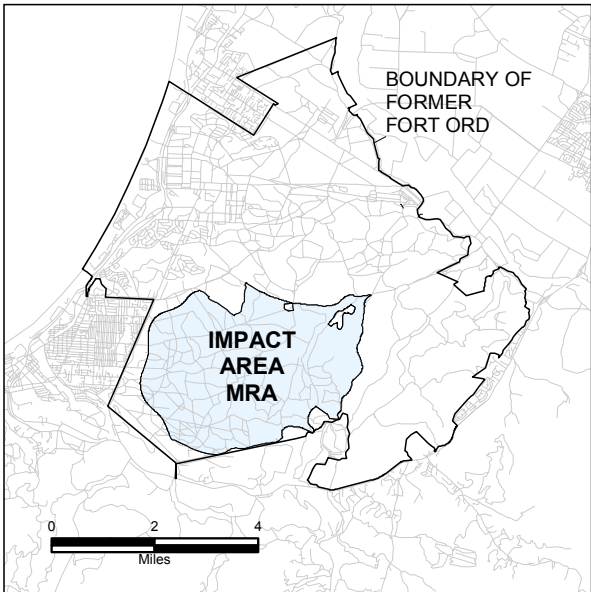 BOUNDARY OF
FORMER
FORT ORD
IMPACT
AREA
MRA
0 2 4
Miles